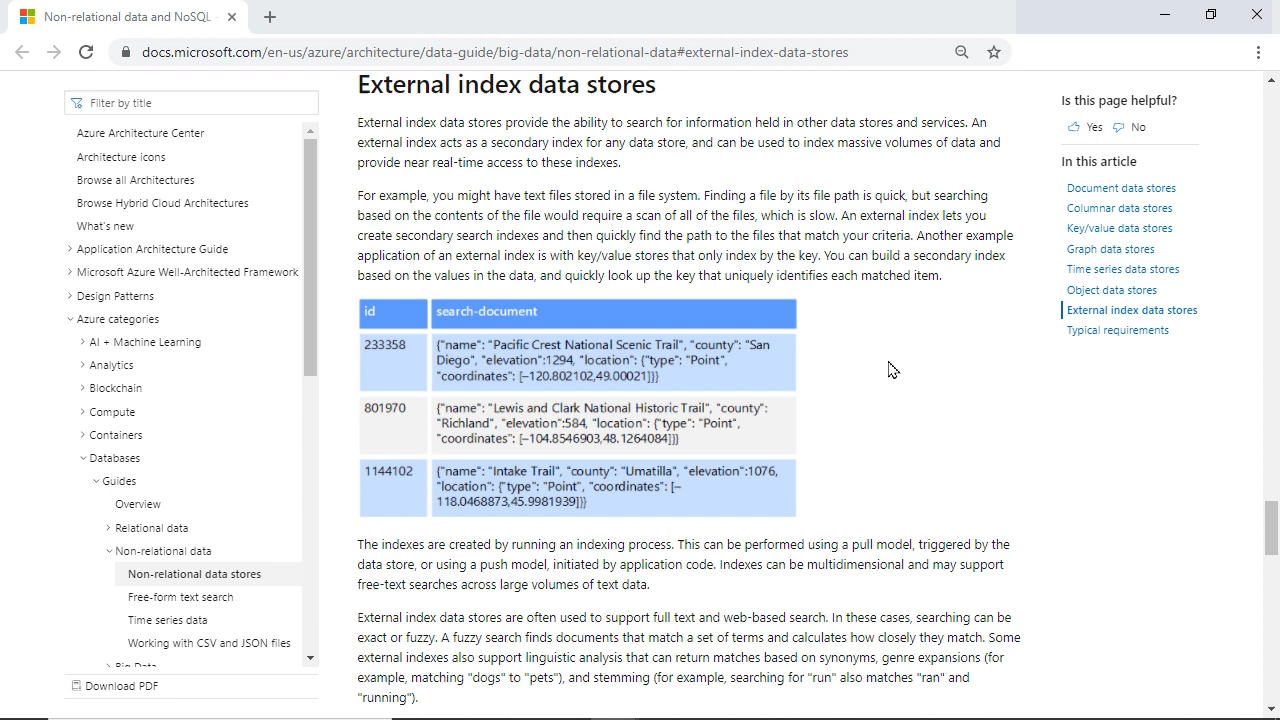 Non-relational data and NoSQL
docs.microsoft.com/en-us/azure/architecture/data-guide/big-data/non-relational-data#external-index-data-stores
Filter by title
Azure Architecture Center
Architecture icons
Browse all Architectures
Browse Hybrid Cloud Architectures
What's new
Application Architecture Guide
Microsoft Azure Well-Architected Framework
Design Patterns
Azure categories
AI + Machine Learning
Analytics
Blockchain
Compute
Containers
Databases
Guides
Overview
Relational data
Non-relational data
Non-relational data stores
Free-form text search
Time series data
Working with CSV and JSON files
Big Data
Download PDF
External index data stores
External index data stores provide the ability to search for information held in other data stores and services. An
external index acts as a secondary index for any data store, and can be used to index massive volumes of data and
provide near real-time access to these indexes.
For example, you might have text files stored in a file system. Finding a file by its file path is quick, but searching
based on the contents of the file would require a scan of all of the files, which is slow. An external index lets you
create secondary search indexes and then quickly find the path to the files that match your criteria. Another example
application of an external index is with key/value stores that only index by the key. You can build a secondary index
based on the values in the data, and quickly look up the key that uniquely identifies each matched item.
id search-document
233358 {"name": "Pacific Crest National Scenic Trail", "county": "San
Diego", "elevation":1294, "location": {"type": "Point",
"coordinates": [–120.802102,49.00021]}}
801970 {"name": "Lewis and Clark National Historic Trail", "county":
"Richland", "elevation":584, "location": {"type": "Point",
"coordinates": [–104.8546903,48.1264084]}}
1144102 {"name": "Intake Trail", "county": "Umatilla", "elevation":1076,
"location": {"type": "Point", "coordinates": [–
118.0468873,45.9981939]}}
The indexes are created by running an indexing process. This can be performed using a pull model, triggered by the
data store, or using a push model, initiated by application code. Indexes can be multidimensional and may support
free-text searches across large volumes of text data.
External index data stores are often used to support full text and web-based search. In these cases, searching can be
exact or fuzzy. A fuzzy search finds documents that match a set of terms and calculates how closely they match. Some
external indexes also support linguistic analysis that can return matches based on synonyms, genre expansions (for
example, matching "dogs" to "pets"), and stemming (for example, searching for "run" also matches "ran" and
"running").
Is this page helpful?
Yes No
In this article
Document data stores
Columnar data stores
Key/value data stores
Graph data stores
Time series data stores
Object data stores
External index data stores
Typical requirements